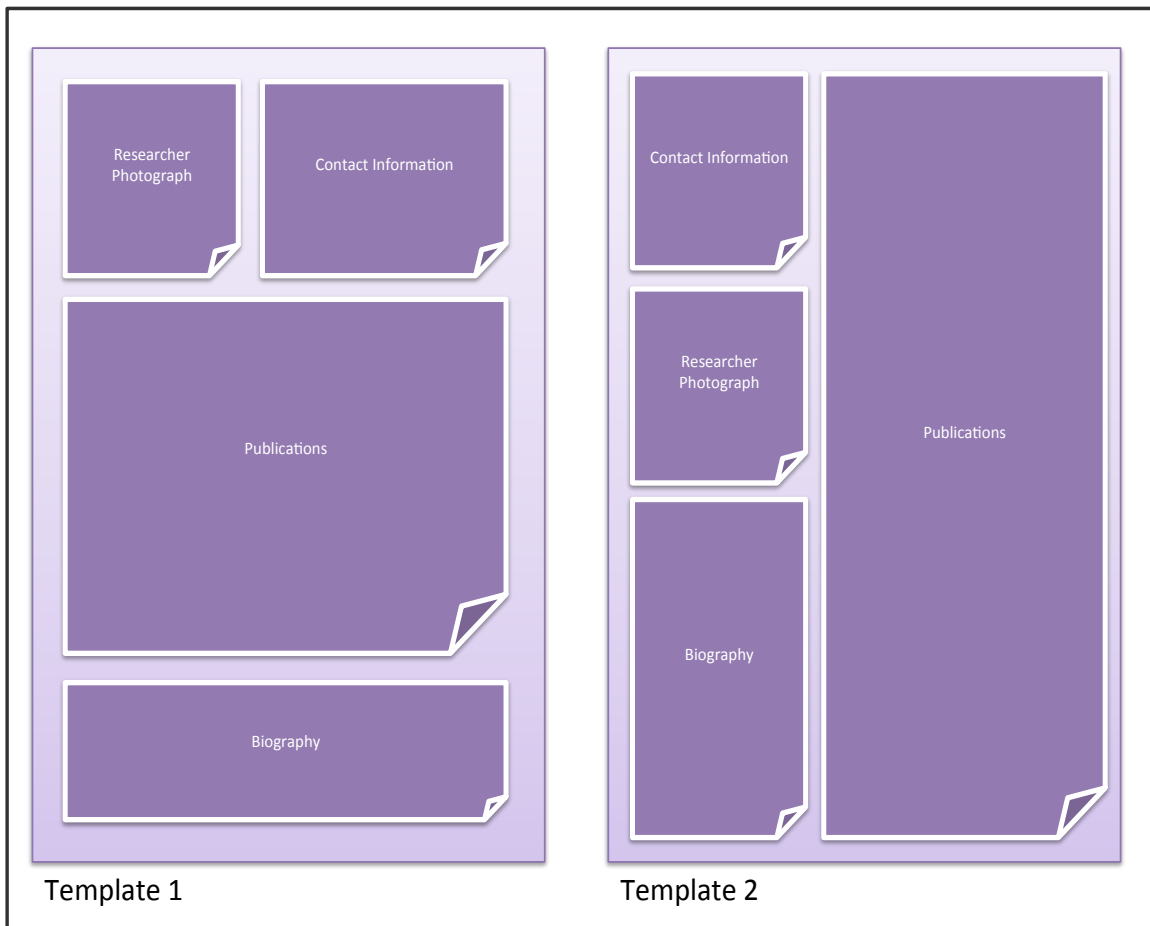 Researcher
Photograph
Contact Information
Publications
Biography
Template 1
Contact Information
Researcher
Photograph
Biography
Publications
Template 2